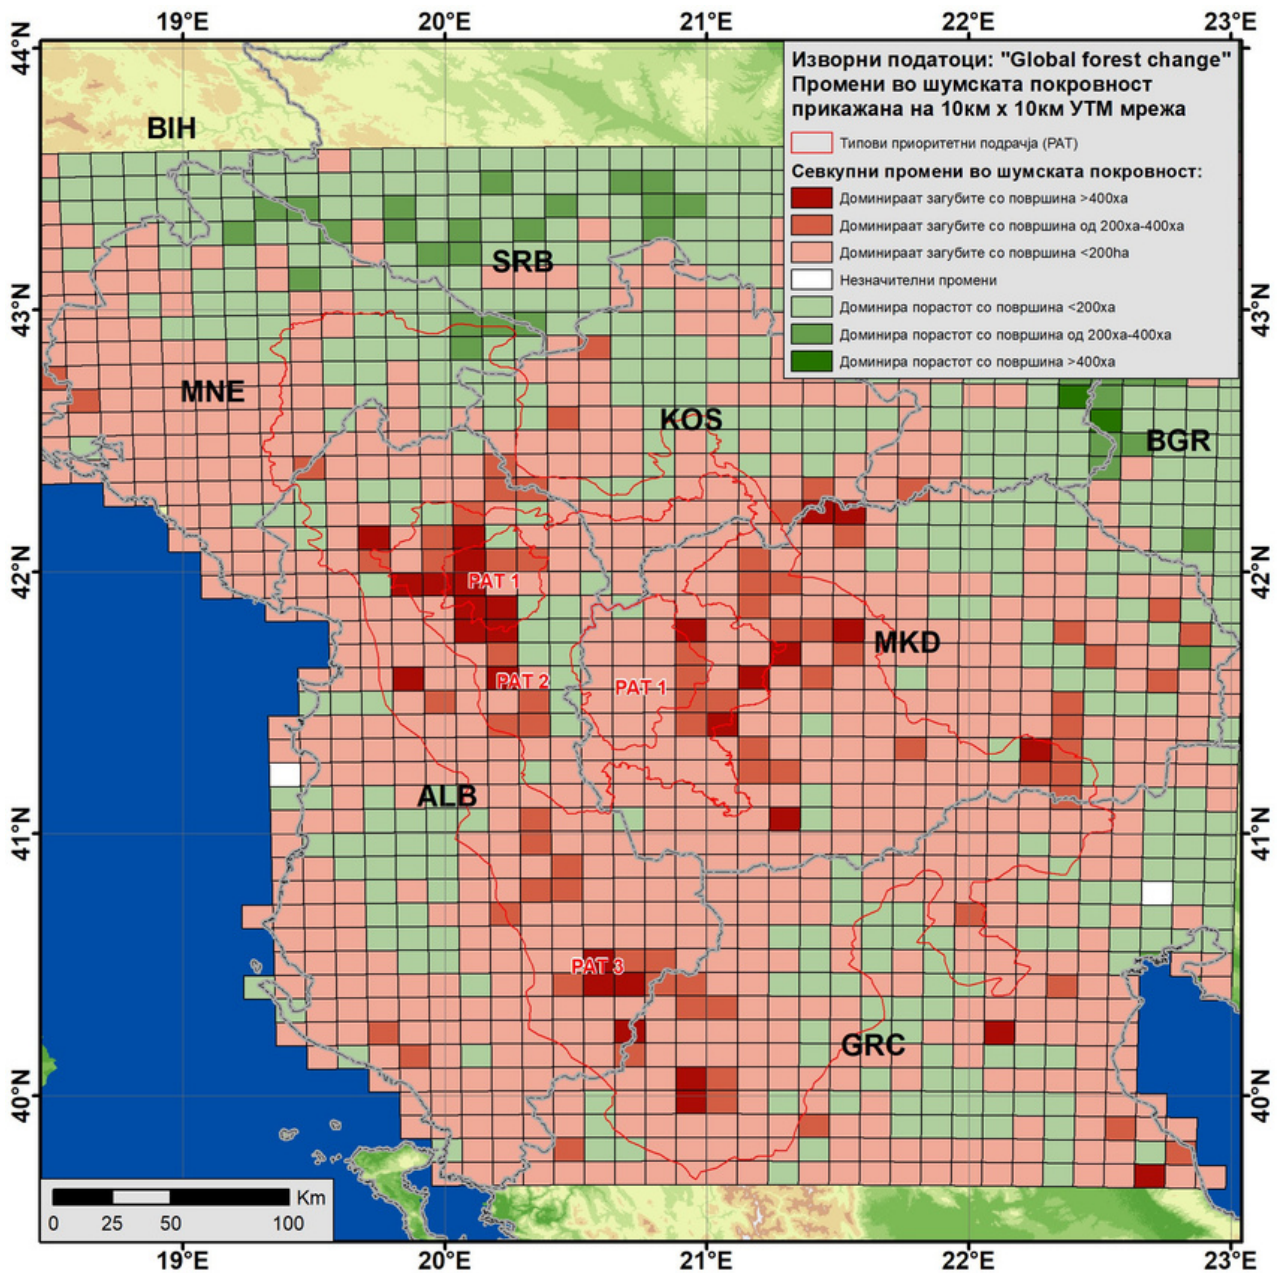 19°E 20°E 21°E 22°E 23°E
44°N
Изворни податоци: "Global forest change"
Промени во шумската покровност
прикажана на 10км x 10км УТМ мрежа
Типови приоритетни подрачја (PAT)
Севкупни промени во шумската покровност:
Доминираат загубите со површина >400ха
Доминираат загубите со површина од 200ха-400ха
Доминираат загубите со површина <200ha
Незначителни промени
Доминира порастот со површина <200ха
Доминира порастот со површина од 200ха-400ха
Доминира порастот со површина >400ха
BIH
SRB
43°N 43°N
MNE
KOS
BGR
42°N 42°N
PAT 1
MKD
PAT 2
PAT 1
ALB
41°N 41°N
PAT 3
GRC
40°N 40°N
Km
0 25 50 100
19°E 20°E 21°E 22°E 23°E